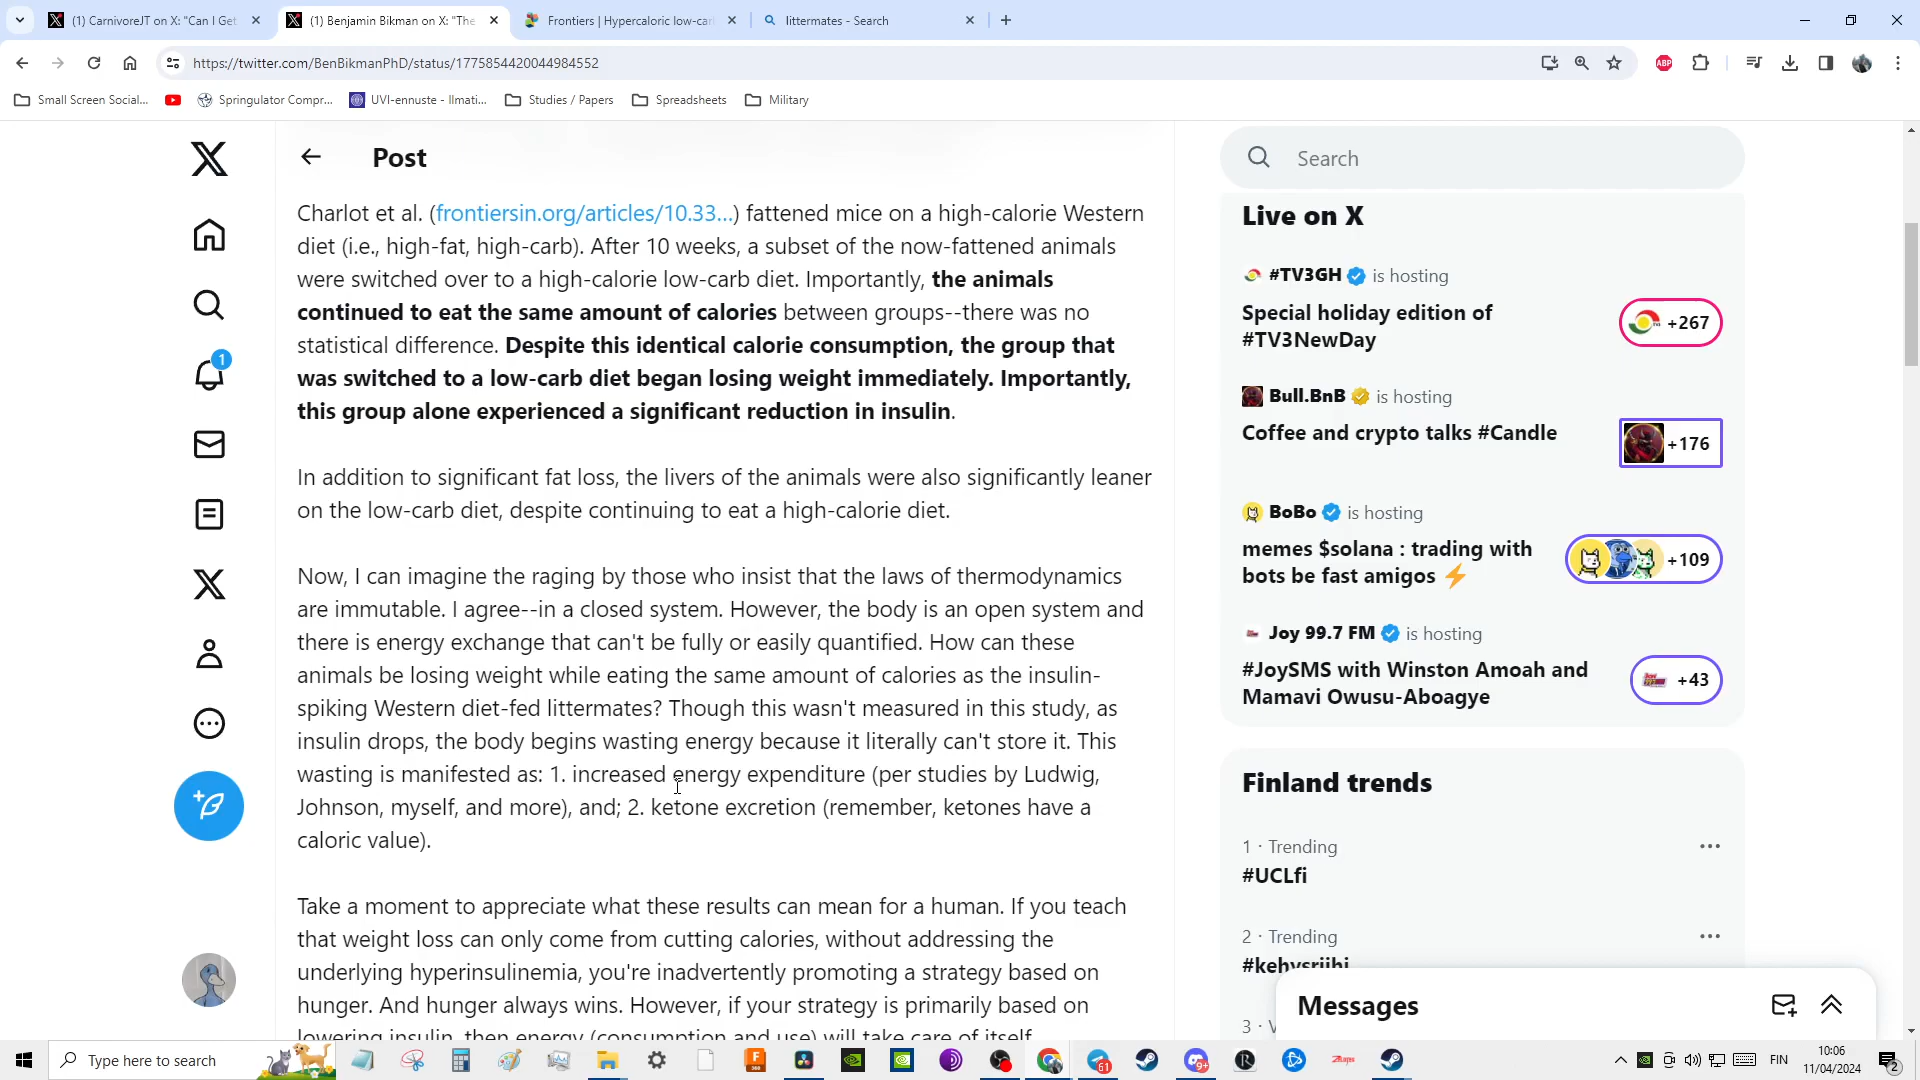 (1) CarnivoreJT on X: "Can I Get
(1) Benjamin Bikman on X: "The
Frontiers | Hypercaloric low-car
littermates - Search
https://twitter.com/BenBikmanPhD/status/1775854420044984552
ABP
Small Screen Social...
Springulator Compr...
UVI-ennuste - Ilmati...
Studies / Papers
Spreadsheets
Military
Post
Charlot et al. (frontiersin.org/articles/10.33...) fattened mice on a high-calorie Western
diet (i.e., high-fat, high-carb). After 10 weeks, a subset of the now-fattened animals
were switched over to a high-calorie low-carb diet. Importantly, the animals
continued to eat the same amount of calories between groups--there was no
statistical difference. Despite this identical calorie consumption, the group that
was switched to a low-carb diet began losing weight immediately. Importantly,
this group alone experienced a significant reduction in insulin.
In addition to significant fat loss, the livers of the animals were also significantly leaner
on the low-carb diet, despite continuing to eat a high-calorie diet.
Now, I can imagine the raging by those who insist that the laws of thermodynamics
are immutable. I agree--in a closed system. However, the body is an open system and
there is energy exchange that can't be fully or easily quantified. How can these
animals be losing weight while eating the same amount of calories as the insulin-
spiking Western diet-fed littermates? Though this wasn't measured in this study, as
insulin drops, the body begins wasting energy because it literally can't store it. This
wasting is manifested as: 1. increased energy expenditure (per studies by Ludwig,
Johnson, myself, and more), and; 2. ketone excretion (remember, ketones have a
caloric value).
Take a moment to appreciate what these results can mean for a human. If you teach
that weight loss can only come from cutting calories, without addressing the
underlying hyperinsulinemia, you're inadvertently promoting a strategy based on
hunger. And hunger always wins. However, if your strategy is primarily based on
lowering insulin, then energy (consumption and use) will take care of itself.
1
Search
Live on X
#TV3GH is hosting
Special holiday edition of
#TV3NewDay
+267
Bull.BnB is hosting
Coffee and crypto talks #Candle
+176
BoBo is hosting
memes $solana : trading with
bots be fast amigos ⚡
+109
Joy 99.7 FM is hosting
#JoySMS with Winston Amoah and
Mamavi Owusu-Aboagye
+43
Finland trends
1 · Trending
#UCLfi
2 · Trending
#kehysriihi
3 ·
Messages
Type here to search
61
9+
FIN
10:06
11/04/2024
2